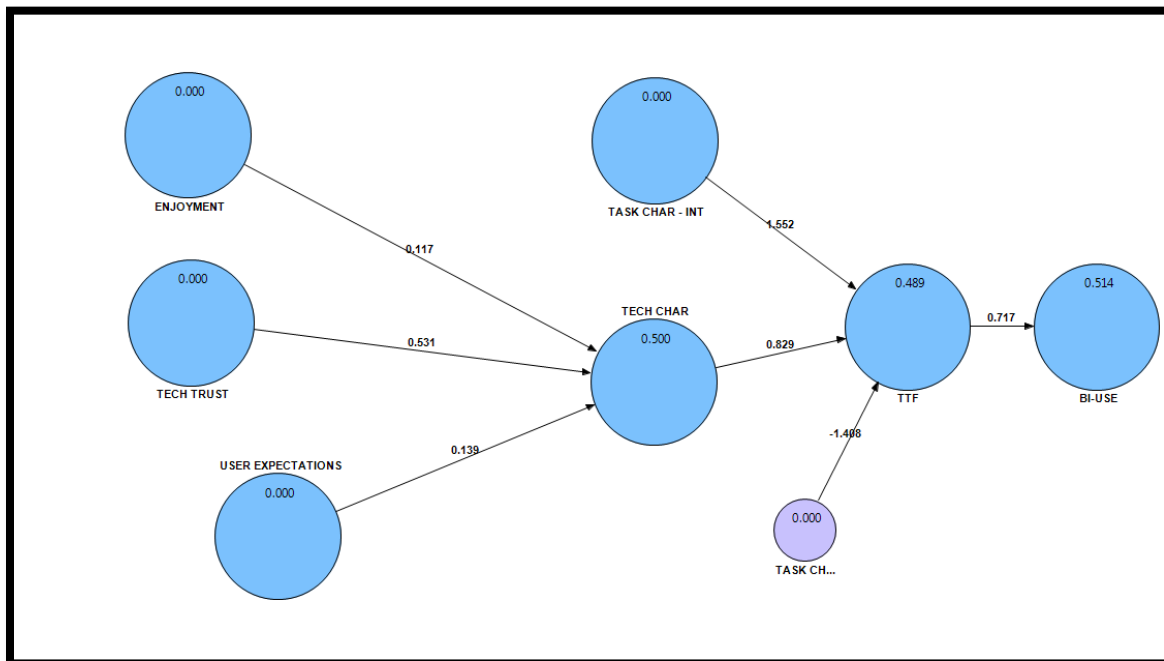 0.000
ENJOYMENT
0.000
TASK CHAR - INT
0.117
1.552
0.000
TECH TRUST
0.531
TECH CHAR
0.500
0.829
0.489
TTF
0.717
0.514
BI-USE
USER EXPECTATIONS
0.000
0.139
-1.408
0.000
TASK CH...